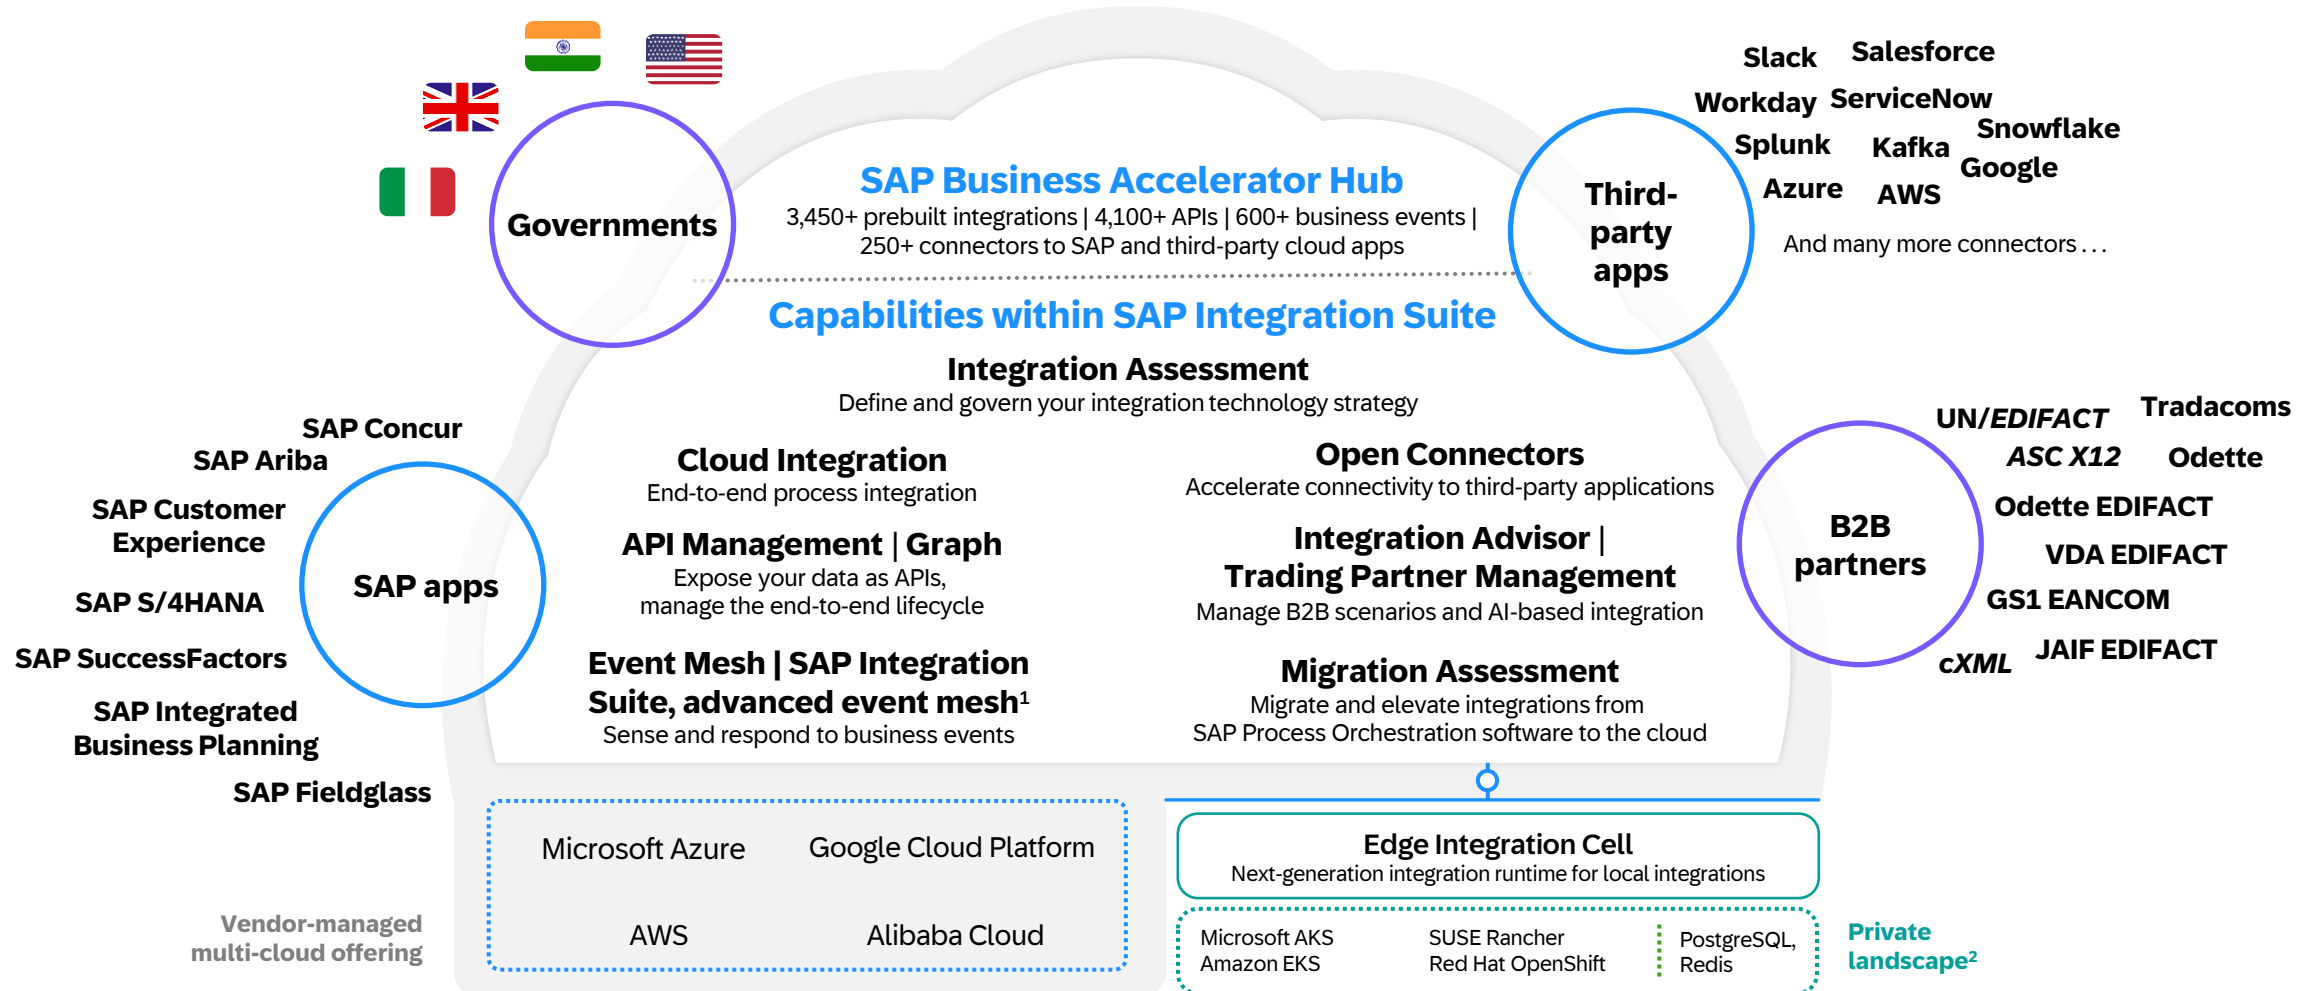 Governments
SAP Business Accelerator Hub
3,450+ prebuilt integrations | 4,100+ APIs | 600+ business events |
250+ connectors to SAP and third-party cloud apps
Third-
party
apps
Slack
Salesforce
Workday
ServiceNow
Snowflake
Splunk
Kafka
Google
Azure
AWS
And many more connectors . . .
Capabilities within SAP Integration Suite
Integration Assessment
Define and govern your integration technology strategy
Cloud Integration
End-to-end process integration
API Management | Graph
Expose your data as APIs,
manage the end-to-end lifecycle
Event Mesh | SAP Integration
Suite, advanced event mesh¹
Sense and respond to business events
Open Connectors
Accelerate connectivity to third-party applications
Integration Advisor |
Trading Partner Management
Manage B2B scenarios and AI-based integration
Migration Assessment
Migrate and elevate integrations from
SAP Process Orchestration software to the cloud
SAP Concur
SAP Ariba
SAP Customer
Experience
SAP S/4HANA
SAP SuccessFactors
SAP Integrated
Business Planning
SAP Fieldglass
SAP apps
B2B
partners
UN/EDIFACT
Tradacoms
ASC X12
Odette
Odette EDIFACT
VDA EDIFACT
GS1 EANCOM
JAIF EDIFACT
cXML
Vendor-managed
multi-cloud offering
Microsoft Azure
Google Cloud Platform
AWS
Alibaba Cloud
Edge Integration Cell
Next-generation integration runtime for local integrations
Microsoft AKS
Amazon EKS
SUSE Rancher
Red Hat OpenShift
PostgreSQL,
Redis
Private
landscape²